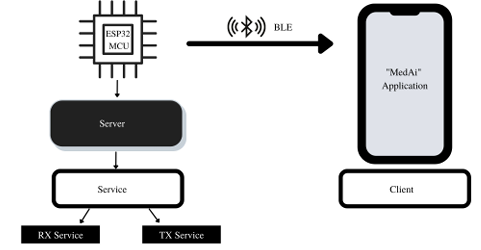 ESP32
MCU
BLE
"MedAi"
Application
Server
Service
Client
RX Service
TX Service